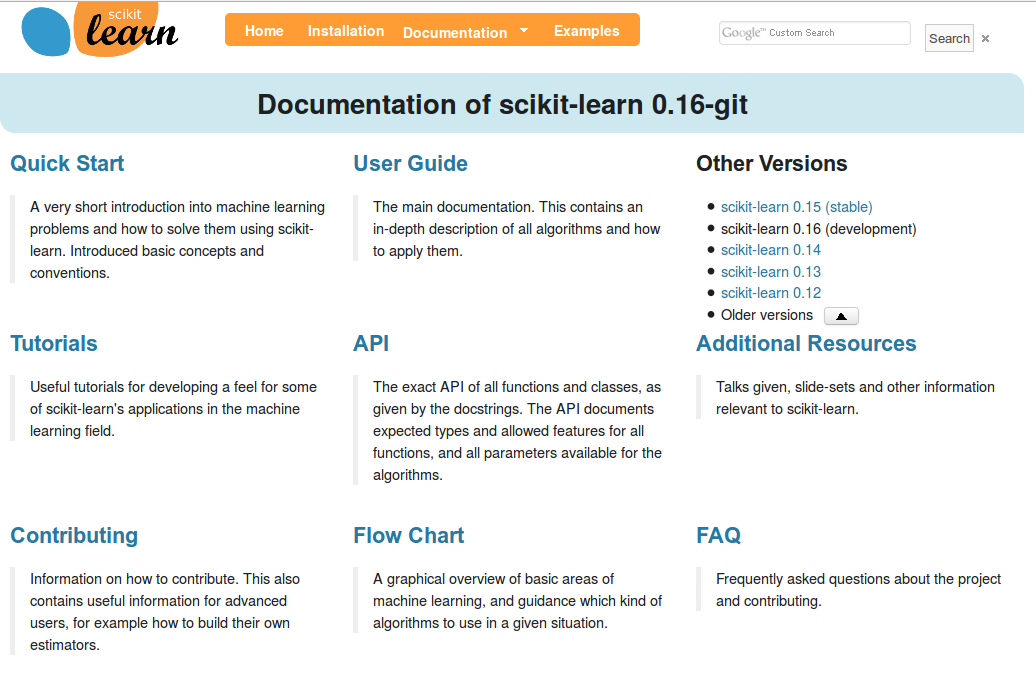 scikit
learn
Home Installation Documentation Examples
Google™ Custom Search
Search ×
Documentation of scikit-learn 0.16-git
Quick Start
A very short introduction into machine learning
problems and how to solve them using scikit-
learn. Introduced basic concepts and
conventions.
User Guide
The main documentation. This contains an
in-depth description of all algorithms and how
to apply them.
Other Versions
scikit-learn 0.15 (stable)
scikit-learn 0.16 (development)
scikit-learn 0.14
scikit-learn 0.13
scikit-learn 0.12
Older versions
Tutorials
Useful tutorials for developing a feel for some
of scikit-learn's applications in the machine
learning field.
API
The exact API of all functions and classes, as
given by the docstrings. The API documents
expected types and allowed features for all
functions, and all parameters available for the
algorithms.
Additional Resources
Talks given, slide-sets and other information
relevant to scikit-learn.
Contributing
Information on how to contribute. This also
contains useful information for advanced
users, for example how to build their own
estimators.
Flow Chart
A graphical overview of basic areas of
machine learning, and guidance which kind of
algorithms to use in a given situation.
FAQ
Frequently asked questions about the project
and contributing.